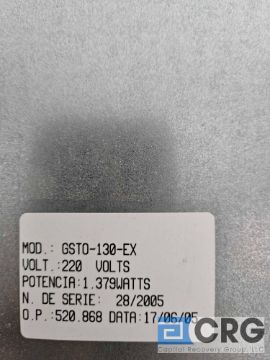 MOD.: GSTO-130-EX
VOLT.:220 VOLTS
POTENCIA:1.379WATTS
N. DE SERIE: 28/2005
O.P.:520.868 DATA:17/06/05
CRG
Capital Recovery Group, LLC